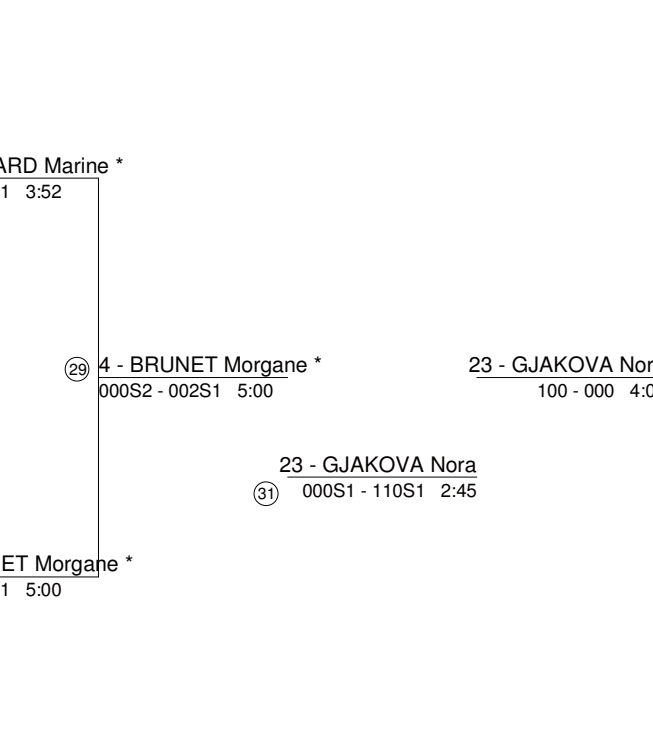 ARD Marine *
1 3:52
29 4 - BRUNET Morgane *
000S2 - 002S1 5:00
23 - GJAKOVA Nor
100 - 000 4:0
23 - GJAKOVA Nora
31 000S1 - 110S1 2:45
ET Morgane *
1 5:00